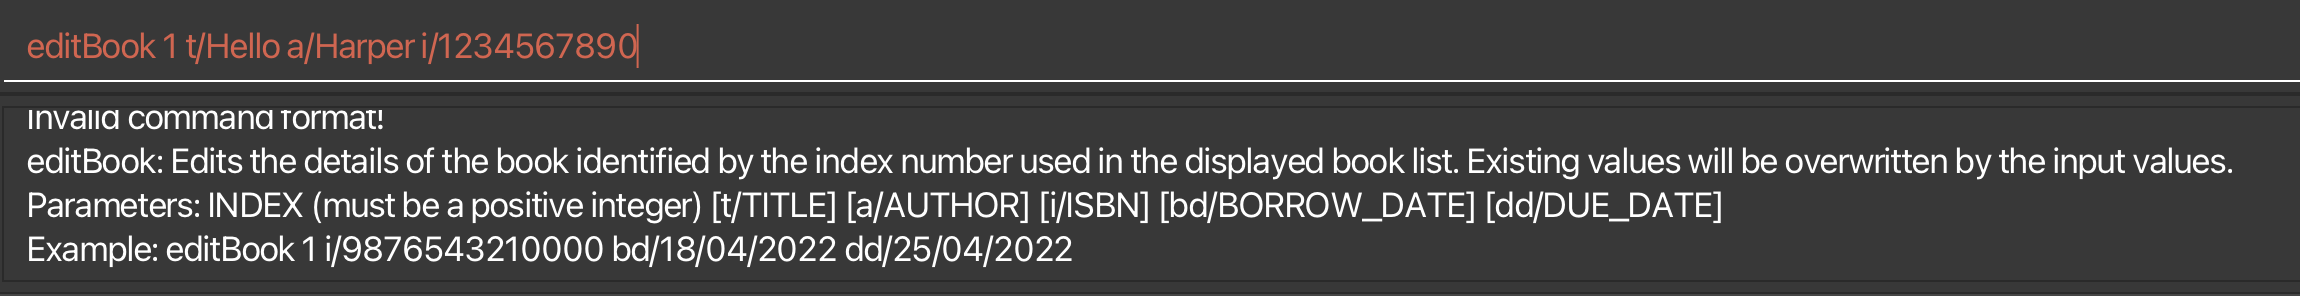 editBook 1 t/Hello a/Harper i/1234567890
Invalid command format!
editBook: Edits the details of the book identified by the index number used in the displayed book list. Existing values will be overwritten by the input values.
Parameters: INDEX (must be a positive integer) [t/TITLE] [a/AUTHOR] [i/ISBN] [bd/BORROW_DATE] [dd/DUE_DATE]
Example: editBook 1 i/9876543210000 bd/18/04/2022 dd/25/04/2022